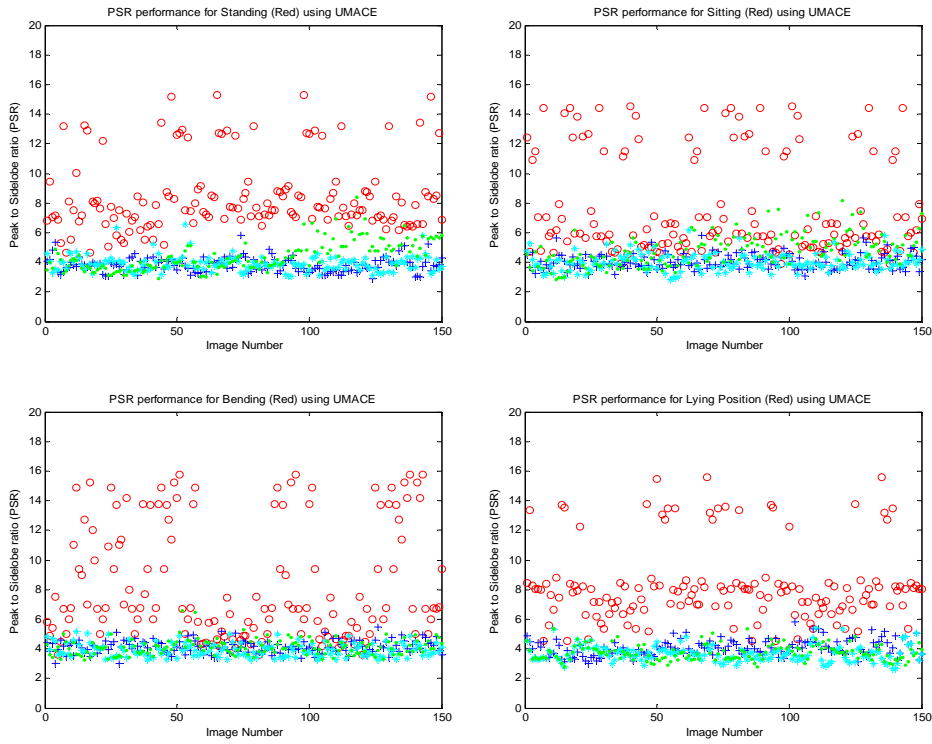 PSR performance for Standing (Red) using UMACE
20
18
16
14
12
10
8
6
4
2
0
Peak to Sidelobe ratio (PSR)
0 50 100 150
Image Number
PSR performance for Sitting (Red) using UMACE
20
18
16
14
12
10
8
6
4
2
0
Peak to Sidelobe ratio (PSR)
0 50 100 150
Image Number
PSR performance for Bending (Red) using UMACE
20
18
16
14
12
10
8
6
4
2
0
Peak to Sidelobe ratio (PSR)
0 50 100 150
Image Number
PSR performance for Lying Position (Red) using UMACE
20
18
16
14
12
10
8
6
4
2
0
Peak to Sidelobe ratio (PSR)
0 50 100 150
Image Number